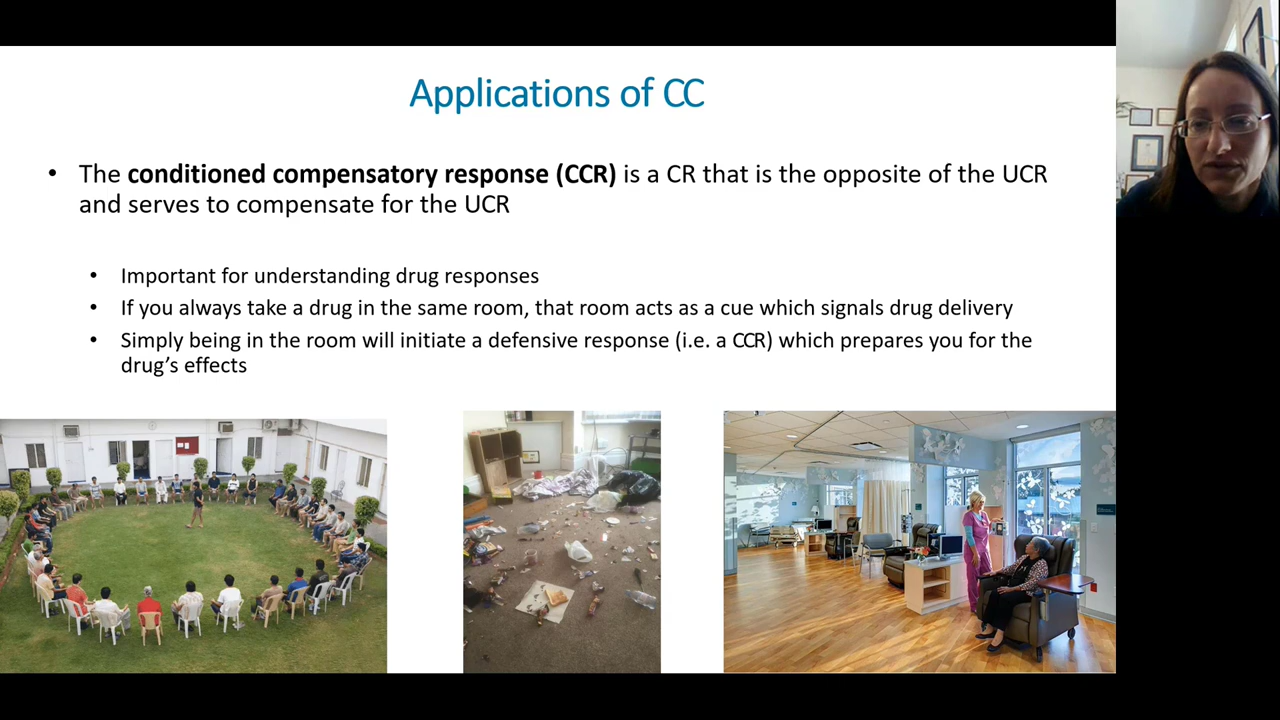 Applications of CC
• The conditioned compensatory response (CCR) is a CR that is the opposite of the UCR
and serves to compensate for the UCR
• Important for understanding drug responses
• If you always take a drug in the same room, that room acts as a cue which signals drug delivery
• Simply being in the room will initiate a defensive response (i.e. a CCR) which prepares you for the
drug's effects